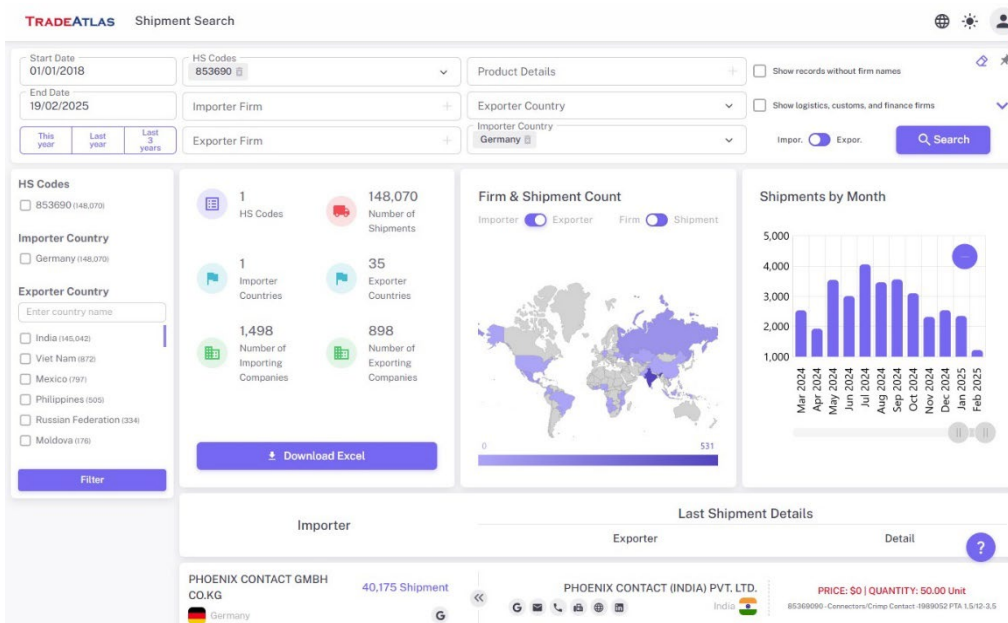 TRADEATLAS Shipment Search
Start Date
01/01/2018
End Date
19/02/2025
This year
Last year
Last 3 years
HS Codes
853690
Importer Firm
Exporter Firm
Product Details
Exporter Country
Importer Country
Germany
Show records without firm names
Show logistics, customs, and finance firms
Impor. Expor.
Search
HS Codes
853690 (148,070)
Importer Country
Germany (148,070)
Exporter Country
Enter country name
India (145,042)
Viet Nam (872)
Mexico (797)
Philippines (505)
Russian Federation (334)
Moldova (176)
Filter
1
HS Codes
148,070
Number of
Shipments
1
Importer
Countries
35
Exporter
Countries
1,498
Number of
Importing
Companies
898
Number of
Exporting
Companies
Download Excel
Firm & Shipment Count
Importer Exporter Firm Shipment
0 531
Shipments by Month
5,000
4,000
3,000
2,000
1,000
Mar 2024
Apr 2024
May 2024
Jun 2024
Jul 2024
Aug 2024
Sep 2024
Oct 2024
Nov 2024
Dec 2024
Jan 2025
Feb 2025
Importer
Last Shipment Details
Exporter Detail
?
PHOENIX CONTACT GMBH
CO.KG
40,175 Shipment
Germany
G
PHOENIX CONTACT (INDIA) PVT. LTD.
G
India
PRICE: $0 | QUANTITY: 50.00 Unit
85369090 - Connectors/Crimp Contact -1989052 PTA 1,5/12-3,5